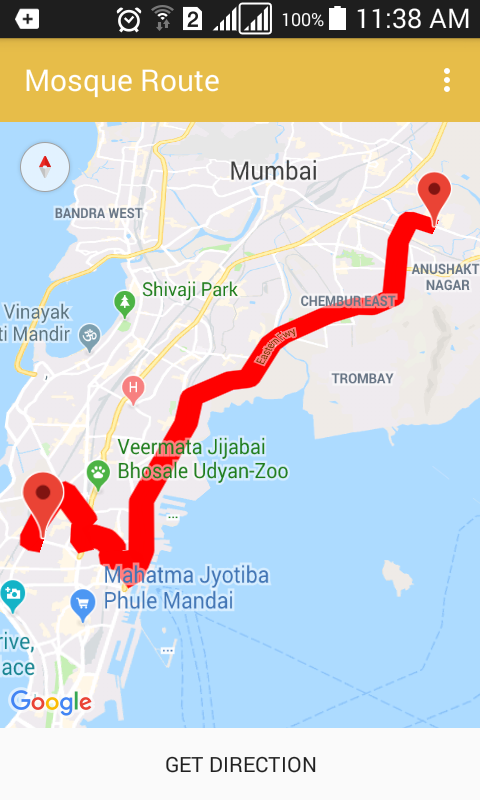 2
100%
11:38 AM
Mosque Route
Mumbai
BANDRA WEST
ANUSHAKT
NAGAR
Shivaji Park
CHEMBUR EAST
Vinayak
ti Mandir
Eastern Fwy
TROMBAY
H
Veermata Jijabai
Bhosale Udyan-Zoo
Mahatma Jyotiba
Phule Mandai
rive,
ace
Google
GET DIRECTION